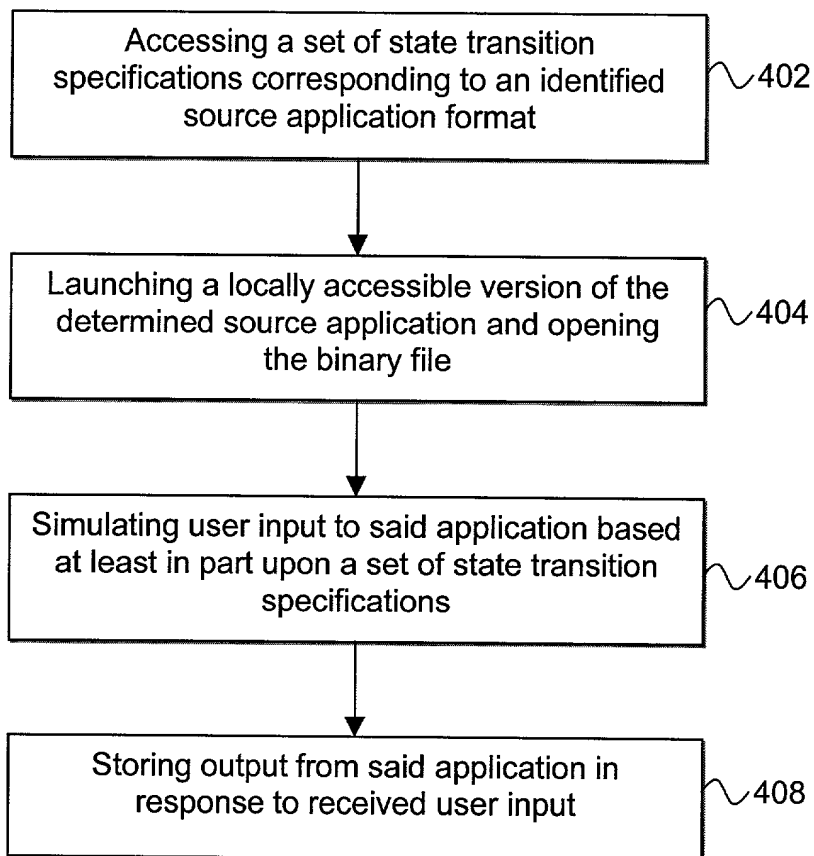 Accessing a set of state transition
specifications corresponding to an identified
source application format
402
Launching a locally accessible version of the
determined source application and opening
the binary file
404
Simulating user input to said application based
at least in part upon a set of state transition
specifications
406
Storing output from said application in
response to received user input
408